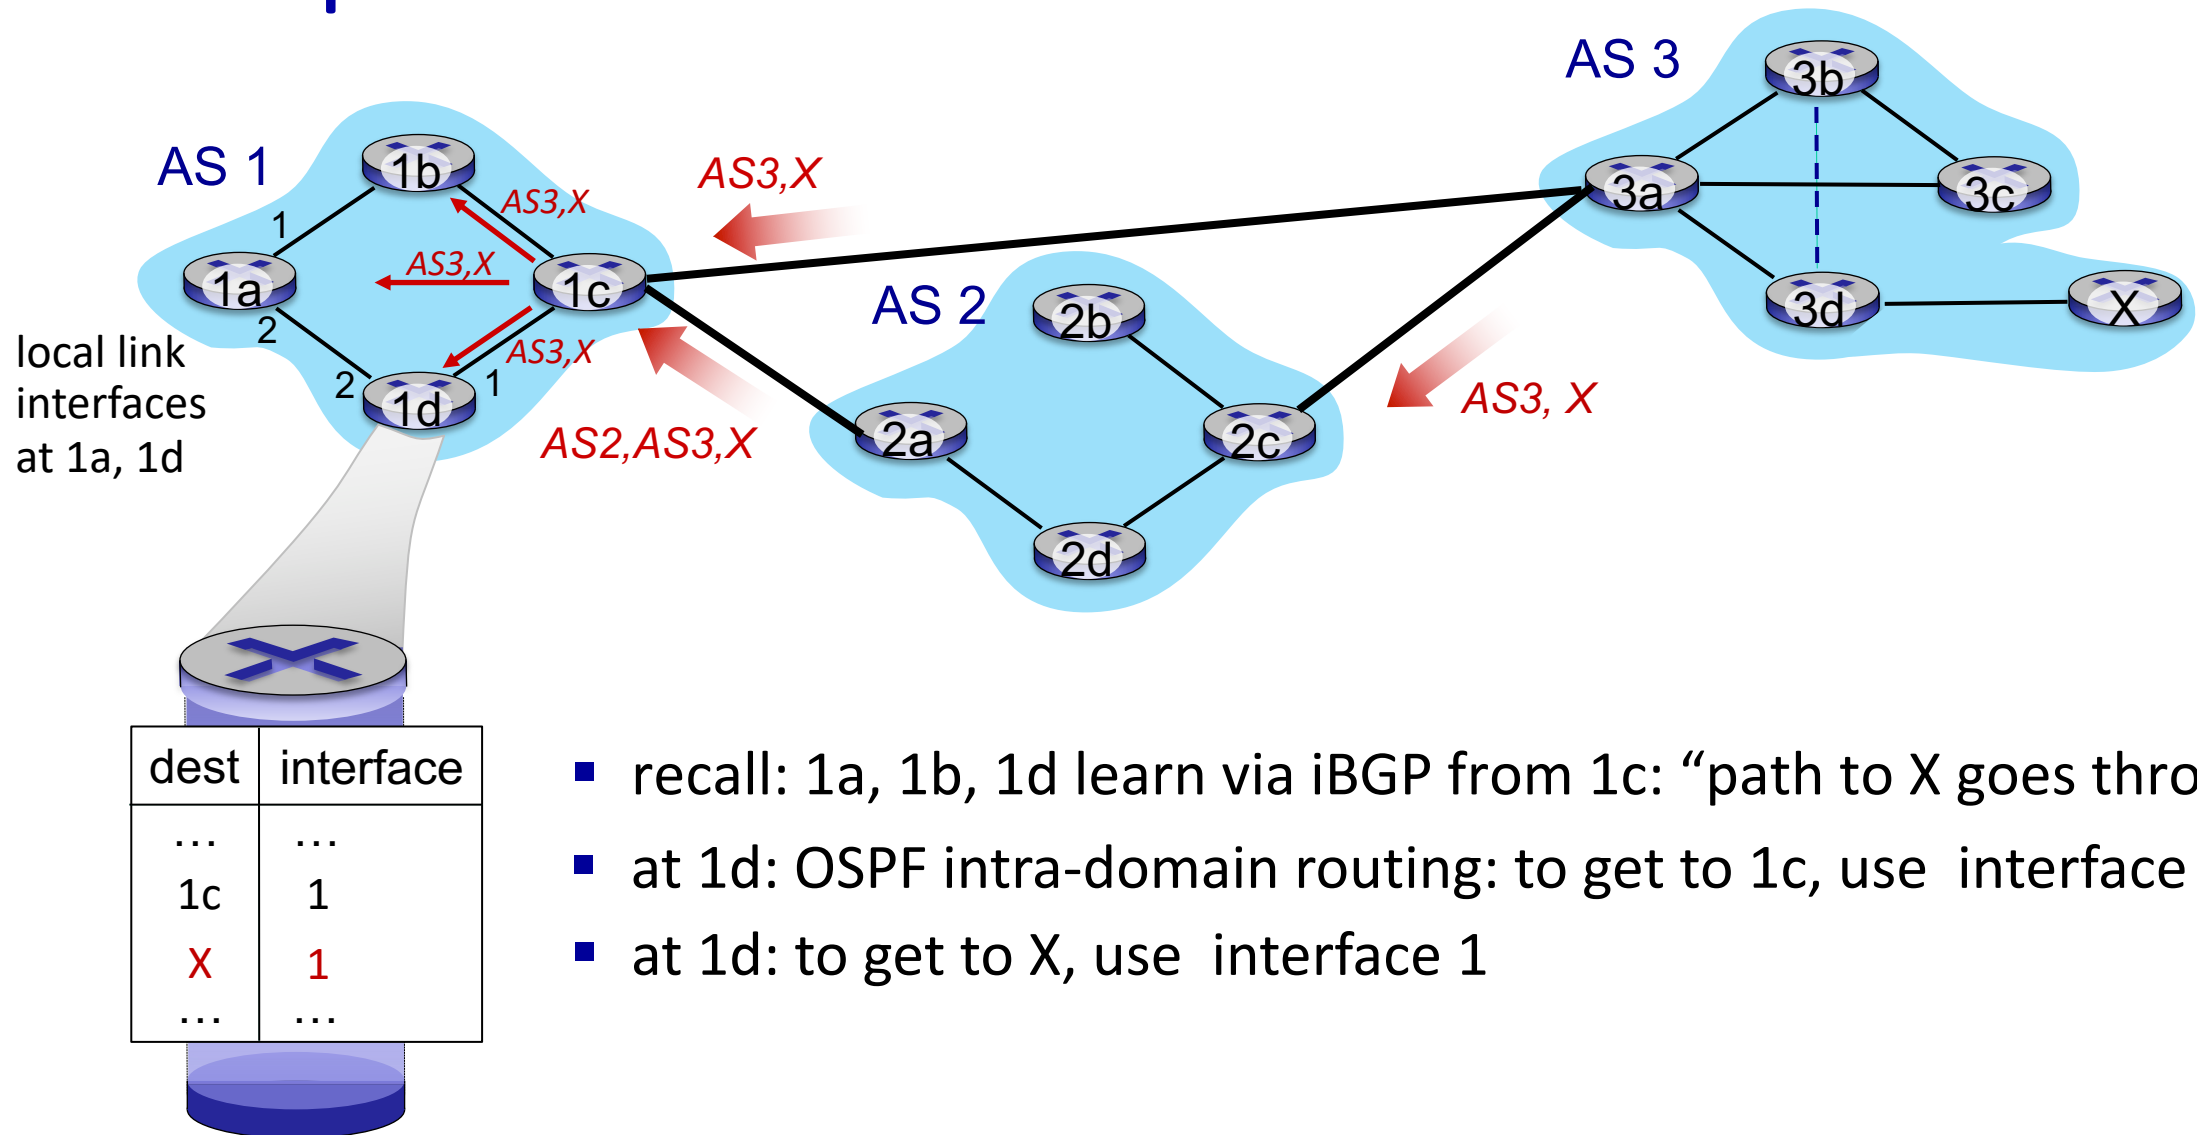 AS 3
3b
AS 1
1b
AS3,X
3a
3c
AS3,X
1
AS3,X
1a
1c
AS 2
2b
3d
X
2
local link
interfaces
at 1a, 1d
AS3,X
2
1
1d
AS3, X
AS2,AS3,X
2a
2c
2d
dest interface
... ...
1c 1
X 1
... ...
▪ recall: 1a, 1b, 1d learn via iBGP from 1c: “path to X goes
▪ at 1d: OSPF intra-domain routing: to get to 1c, use interface
▪ at 1d: to get to X, use interface 1